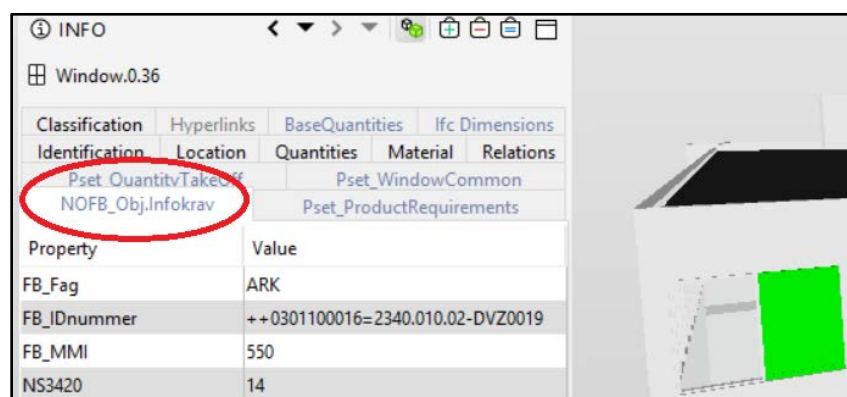 INFO
Window.0.36
Classification Hyperlinks BaseQuantities Ifc Dimensions
Identification Location Quantities Material Relations
Pset_QuantityTakeOff Pset_WindowCommon
NOFB_Obj.Infokrav Pset_ProductRequirements
Property Value
FB_Fag ARK
FB_IDnummer ++0301100016=2340.010.02-DVZ0019
FB_MMI 550
NS3420 14